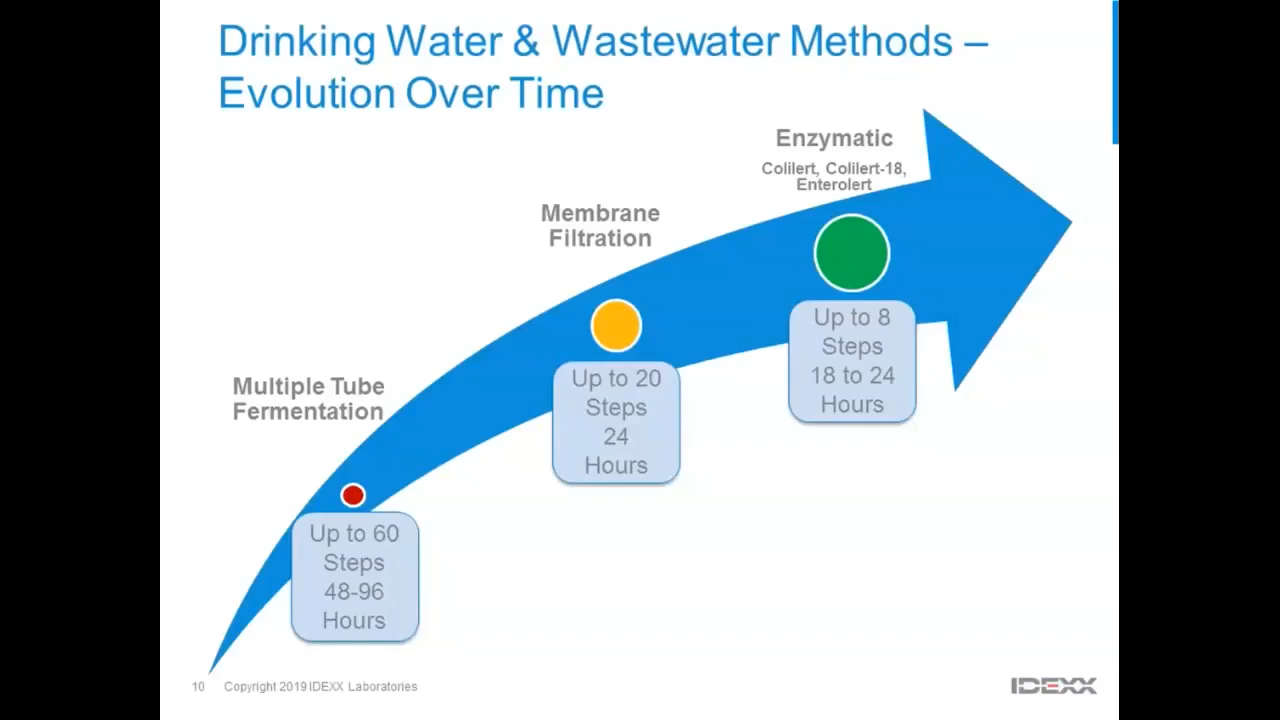 Drinking Water & Wastewater Methods –
Evolution Over Time
Enzymatic
Colilert, Colilert-18,
Enterolert
Membrane
Filtration
Up to 8
Steps
18 to 24
Hours
Up to 20
Steps
24
Hours
Multiple Tube
Fermentation
Up to 60
Steps
48-96
Hours
10 Copyright 2019 IDEXX Laboratories
IDEXX